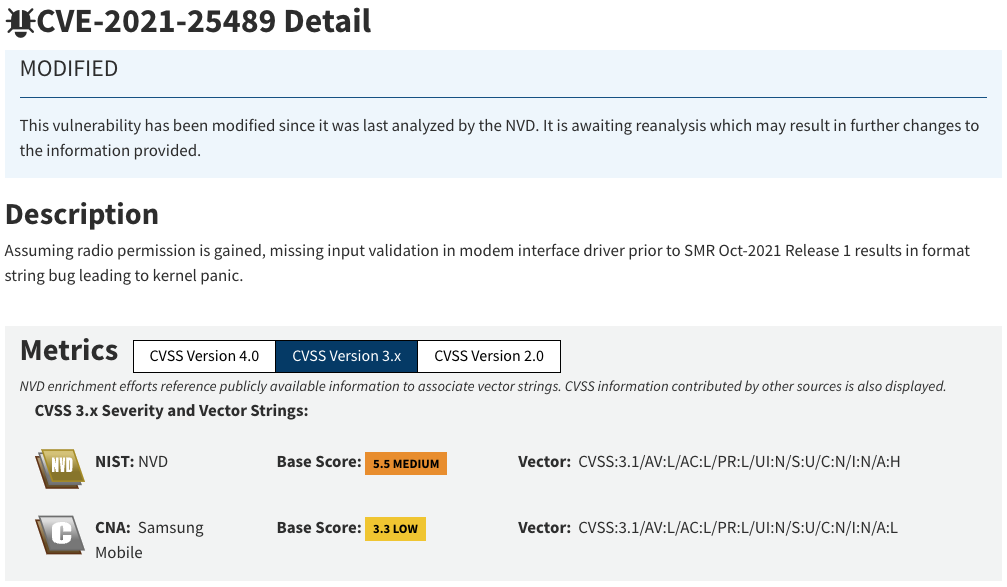 CVE-2021-25489 Detail
MODIFIED
This vulnerability has been modified since it was last analyzed by the NVD. It is awaiting reanalysis which may result in further changes to
the information provided.
Description
Assuming radio permission is gained, missing input validation in modem interface driver prior to SMR Oct-2021 Release 1 results in format
string bug leading to kernel panic.
Metrics CVSS Version 4.0 CVSS Version 3.x CVSS Version 2.0
NVD enrichment efforts reference publicly available information to associate vector strings. CVSS information contributed by other sources is also displayed.
CVSS 3.x Severity and Vector Strings:
NVD NIST: NVD Base Score: 5.5 MEDIUM Vector: CVSS:3.1/AV:L/AC:L/PR:L/UI:N/S:U/C:N/I:N/A:H
C CNA: Samsung Base Score: 3.3 LOW Vector: CVSS:3.1/AV:L/AC:L/PR:L/UI:N/S:U/C:N/I:N/A:L
Mobile